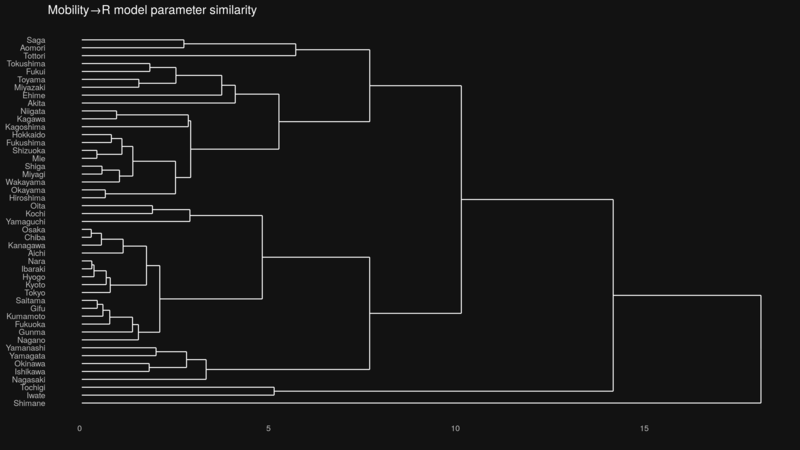 Mobility→R model parameter similarity
Saga
Aomori
Tottori
Tokushima
Fukui
Toyama
Miyazaki
Ehime
Akita
Niigata
Kagawa
Kagoshima
Hokkaido
Fukushima
Shizuoka
Mie
Shiga
Miyagi
Wakayama
Okayama
Hiroshima
Oita
Kochi
Yamaguchi
Osaka
Chiba
Kanagawa
Aichi
Nara
Ibaraki
Hyogo
Kyoto
Tokyo
Saitama
Gifu
Kumamoto
Fukuoka
Gunma
Nagano
Yamanashi
Yamagata
Okinawa
Ishikawa
Nagasaki
Tochigi
Iwate
Shimane
0 5 10 15